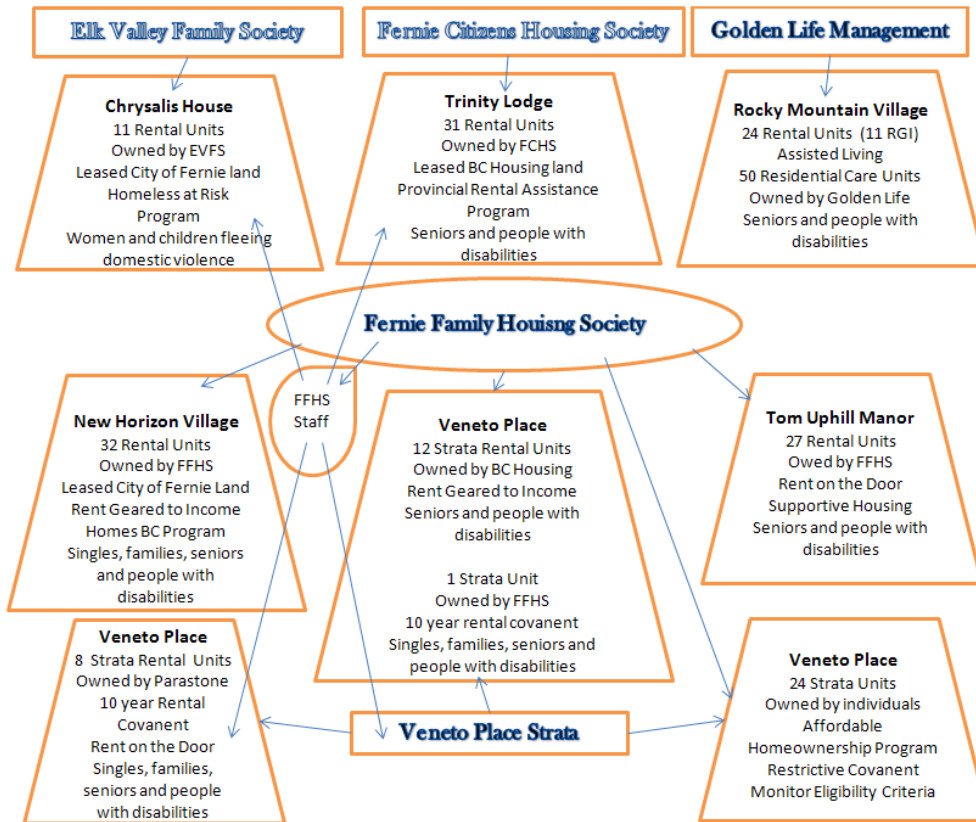 Elk Valley Family Society
Fernie Citizens Housing Society
Golden Life Management
Chrysalis House
11 Rental Units
Owned by EVFS
Leased City of Fernie land
Homeless at Risk
Program
Women and children fleeing
domestic violence
Trinity Lodge
31 Rental Units
Owned by FCHS
Leased BC Housing land
Provincial Rental Assistance
Program
Seniors and people with
disabilities
Rocky Mountain Village
24 Rental Units (11 RGI)
Assisted Living
50 Residential Care Units
Owned by Golden Life
Seniors and people with
disabilities
Fernie Family Houisng Society
FFHS
Staff
New Horizon Village
32 Rental Units
Owned by FFHS
Leased City of Fernie Land
Rent Geared to Income
Homes BC Program
Singles, families, seniors
and people with
disabilities
Veneto Place
12 Strata Rental Units
Owned by BC Housing
Rent Geared to Income
Seniors and people with
disabilities
1 Strata Unit
Owned by FFHS
10 year rental covanent
Singles, families, seniors and
people with disabilities
Tom Uphill Manor
27 Rental Units
Owed by FFHS
Rent on the Door
Supportive Housing
Seniors and people with
disabilities
Veneto Place
8 Strata Rental Units
Owned by Parastone
10 year Rental
Covanent
Rent on the Door
Singles, families,
seniors and people
with disabilities
Veneto Place Strata
Veneto Place
24 Strata Units
Owned by individuals
Affordable
Homeownership Program
Restrictive Covanent
Monitor Eligibility Criteria